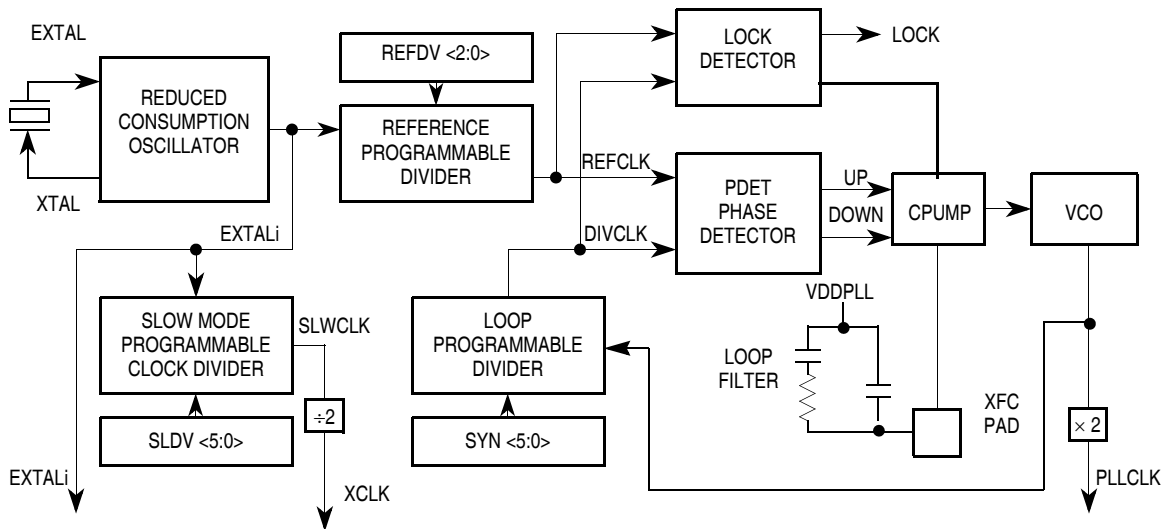 EXTAL
XTAL
REDUCED
CONSUMPTION
OSCILLATOR
REFDV <2:0>
REFERENCE
PROGRAMMABLE
DIVIDER
LOCK
DETECTOR
LOCK
REFCLK
DIVCLK
PDET
PHASE
DETECTOR
UP
DOWN
CPUMP
VCO
EXTALi
SLOW MODE
PROGRAMMABLE
CLOCK DIVIDER
SLWCLK
÷2
SLDV <5:0>
EXTALi
XCLK
LOOP
PROGRAMMABLE
DIVIDER
SYN <5:0>
VDDPLL
LOOP
FILTER
XFC
PAD
× 2
PLLCLK